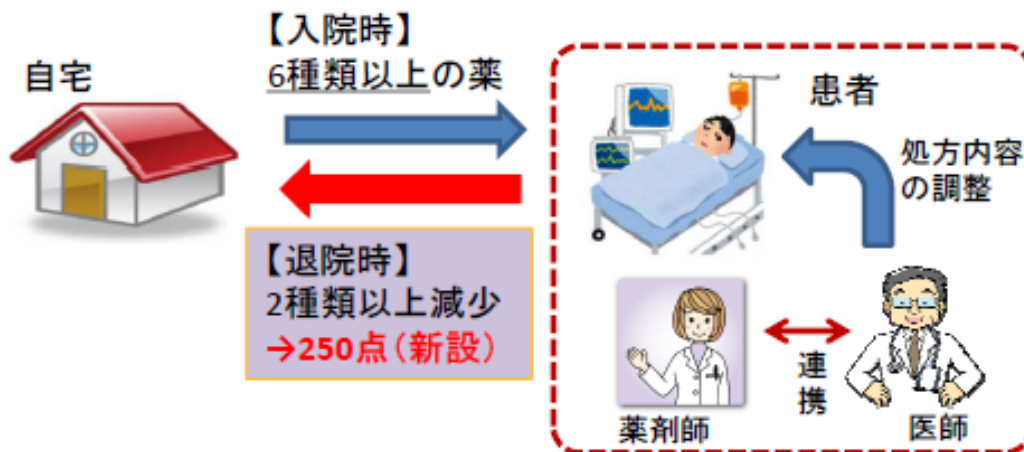 自宅
【入院時】
6種類以上の薬
【退院時】
2種類以上減少
→250点（新設）
患者
処方内容
の調整
薬剤師
連
携
医師